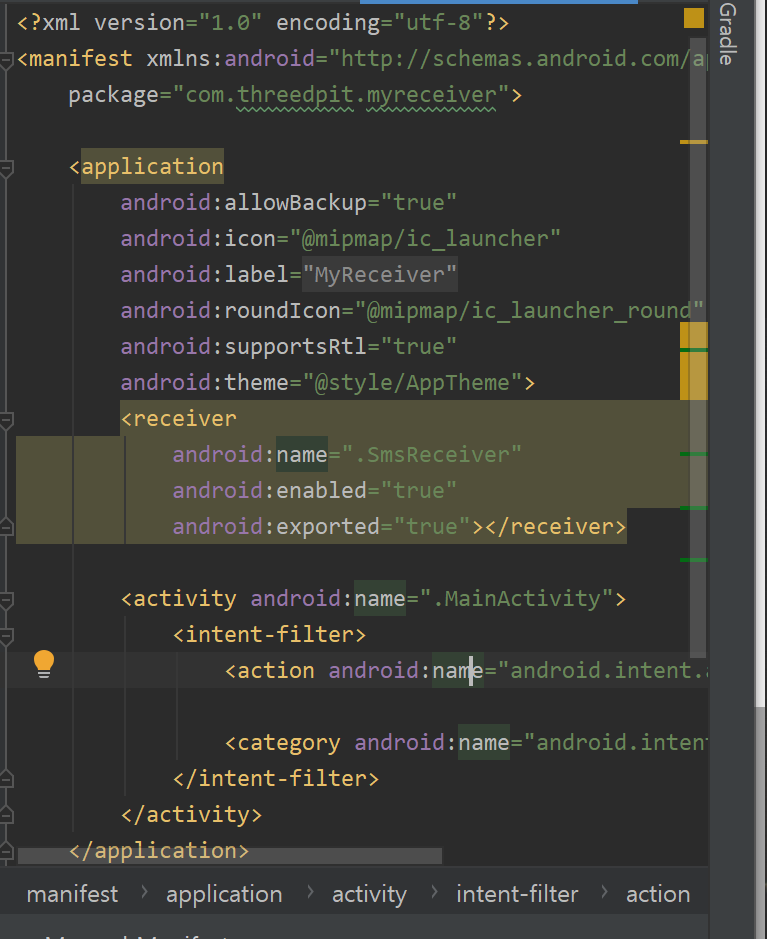 <?xml version="1.0" encoding="utf-8"?>
<manifest xmlns:android="http://schemas.android.com/
package="com.threedpit.myreceiver">
<application
android:allowBackup="true"
android:icon="@mipmap/ic_launcher"
android:label="MyReceiver"
android:roundIcon="@mipmap/ic_launcher_round"
android:supportsRtl="true"
android:theme="@style/AppTheme">
<receiver
android:name=".SmsReceiver"
android:enabled="true"
android:exported="true"></receiver>
<activity android:name=".MainActivity">
<intent-filter>
<action android:name="android.intent.
<category android:name="android.inten
</intent-filter>
</activity>
</application>
manifest › application › activity › intent-filter › action
Gradle